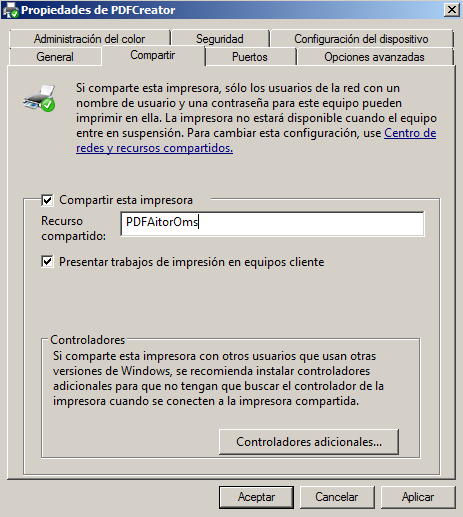 Propiedades de PDFCreator
Administración del color
Seguridad
Configuración del dispositivo
General
Compartir
Puertos
Opciones avanzadas
Si comparte esta impresora, sólo los usuarios de la red con un
nombre de usuario y una contraseña para este equipo pueden
imprimir en ella. La impresora no estará disponible cuando el equipo
entre en suspensión. Para cambiar esta configuración, use Centro de
redes y recursos compartidos.
Compartir esta impresora
Recurso
compartido:
PDFAitorOms
Presentar trabajos de impresión en equipos cliente
Controladores
Si comparte esta impresora con otros usuarios que usan otras
versiones de Windows, se recomienda instalar controladores
adicionales para que no tengan que buscar el controlador de la
impresora cuando se conecten a la impresora compartida.
Controladores adicionales...
Aceptar
Cancelar
Aplicar